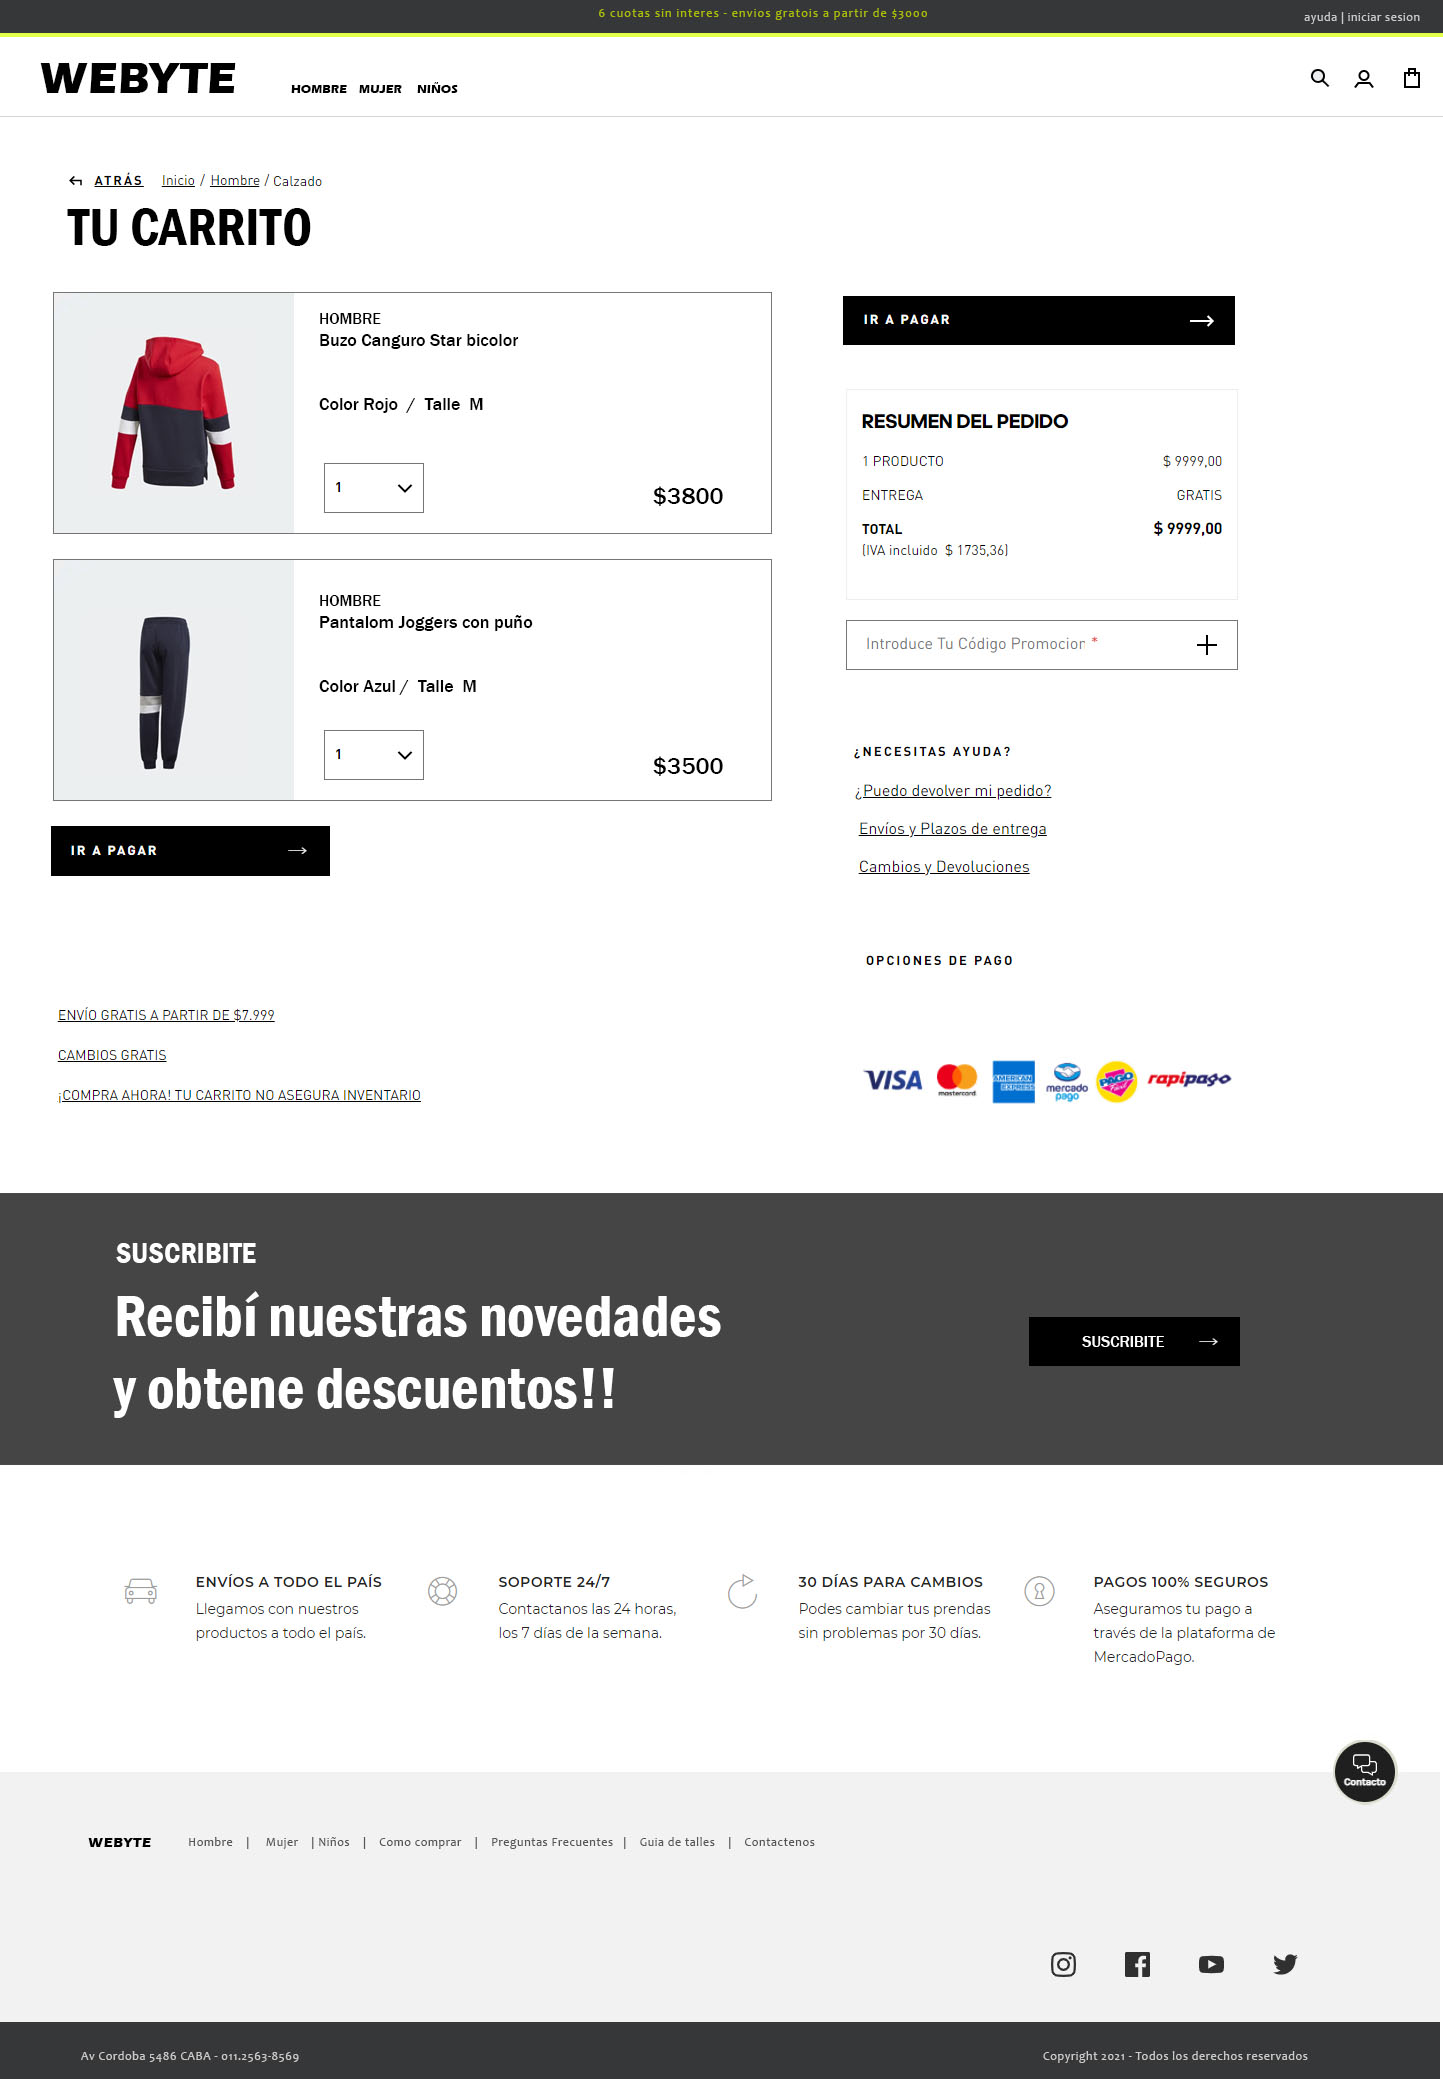 6 cuotas sin interes - envios gratois a partir de $3000
ayuda | iniciar sesion
WEBYTE
HOMBRE MUJER NIÑOS
ATRÁS Inicio / Hombre / Calzado
TU CARRITO
HOMBRE
Buzo Canguro Star bicolor
Color Rojo / Talle M
1
$3800
HOMBRE
Pantalom Joggers con puño
Color Azul / Talle M
1
$3500
IR A PAGAR
IR A PAGAR
RESUMEN DEL PEDIDO
1 PRODUCTO $ 9999,00
ENTREGA GRATIS
TOTAL $ 9999,00
(IVA incluido $ 1735,36)
Introduce Tu Código Promocion *
¿NECESITAS AYUDA?
¿Puedo devolver mi pedido?
Envíos y Plazos de entrega
Cambios y Devoluciones
OPCIONES DE PAGO
VISA mastercard AMERICAN EXPRESS mercado pago PAGO fácil rapipago
ENVÍO GRATIS A PARTIR DE $7.999
CAMBIOS GRATIS
¡COMPRA AHORA! TU CARRITO NO ASEGURA INVENTARIO
SUSCRIBITE
Recibí nuestras novedades
y obtene descuentos!!
SUSCRIBITE
ENVÍOS A TODO EL PAÍS
Llegamos con nuestros
productos a todo el país.
SOPORTE 24/7
Contactanos las 24 horas,
los 7 días de la semana.
30 DÍAS PARA CAMBIOS
Podes cambiar tus prendas
sin problemas por 30 días.
PAGOS 100% SEGUROS
Aseguramos tu pago a
través de la plataforma de
MercadoPago.
Contacto
WEBYTE Hombre | Mujer | Niños | Como comprar | Preguntas Frecuentes | Guia de talles | Contactenos
Av Cordoba 5486 CABA - 011.2563-8569
Copyright 2021 - Todos los derechos reservados